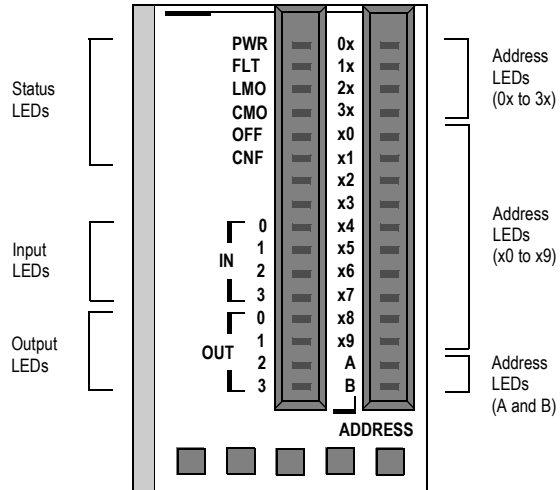 Status
LEDs
Input
LEDs
Output
LEDs
PWR
FLT
LMO
CMO
OFF
CNF
IN
0
1
2
3
OUT
0
1
2
3
0x
1x
2x
3x
x0
x1
x2
x3
x4
x5
x6
x7
x8
x9
A
B
ADDRESS
Address
LEDs
(0x to 3x)
Address
LEDs
(x0 to x9)
Address
LEDs
(A and B)